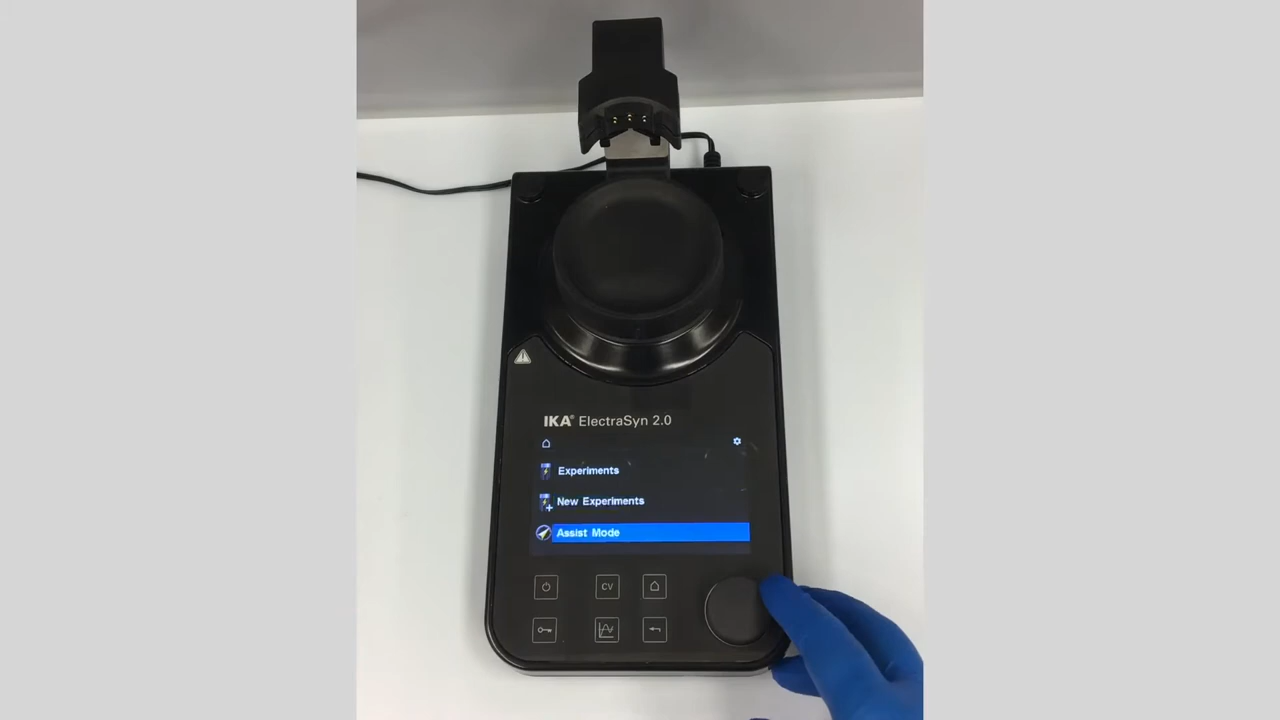 IKA® ElectraSyn 2.0
Experiments
New Experiments
Assist Mode
CV